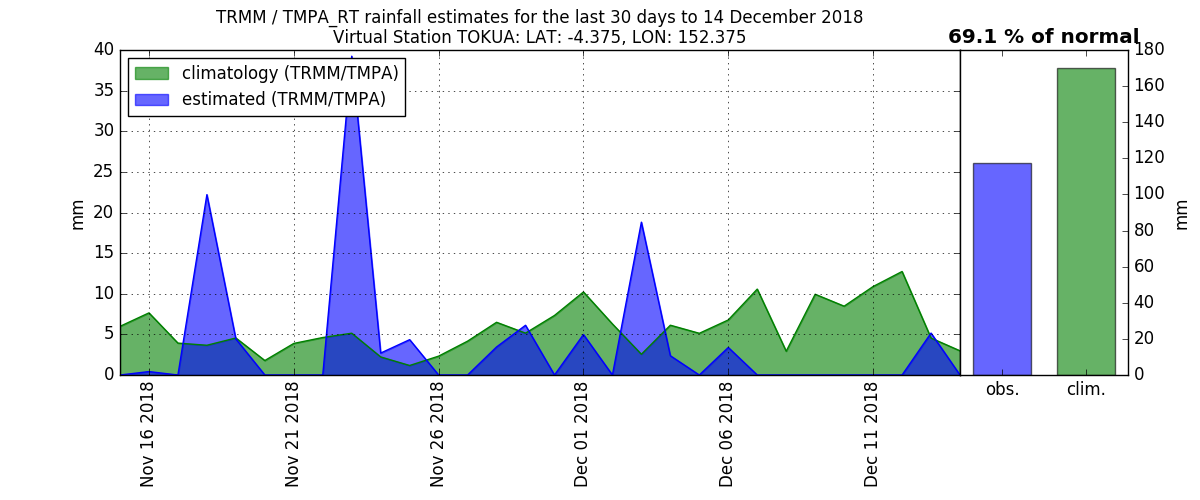 TRMM / TMPA_RT rainfall estimates for the last 30 days to 14 December 2018
Virtual Station TOKUA: LAT: -4.375, LON: 152.375
69.1 % of normal
climatology (TRMM/TMPA)
estimated (TRMM/TMPA)
mm
40
35
30
25
20
15
10
5
0
Nov 16 2018
Nov 21 2018
Nov 26 2018
Dec 01 2018
Dec 06 2018
Dec 11 2018
obs.
clim.
180
160
140
120
100
80
60
40
20
0
mm